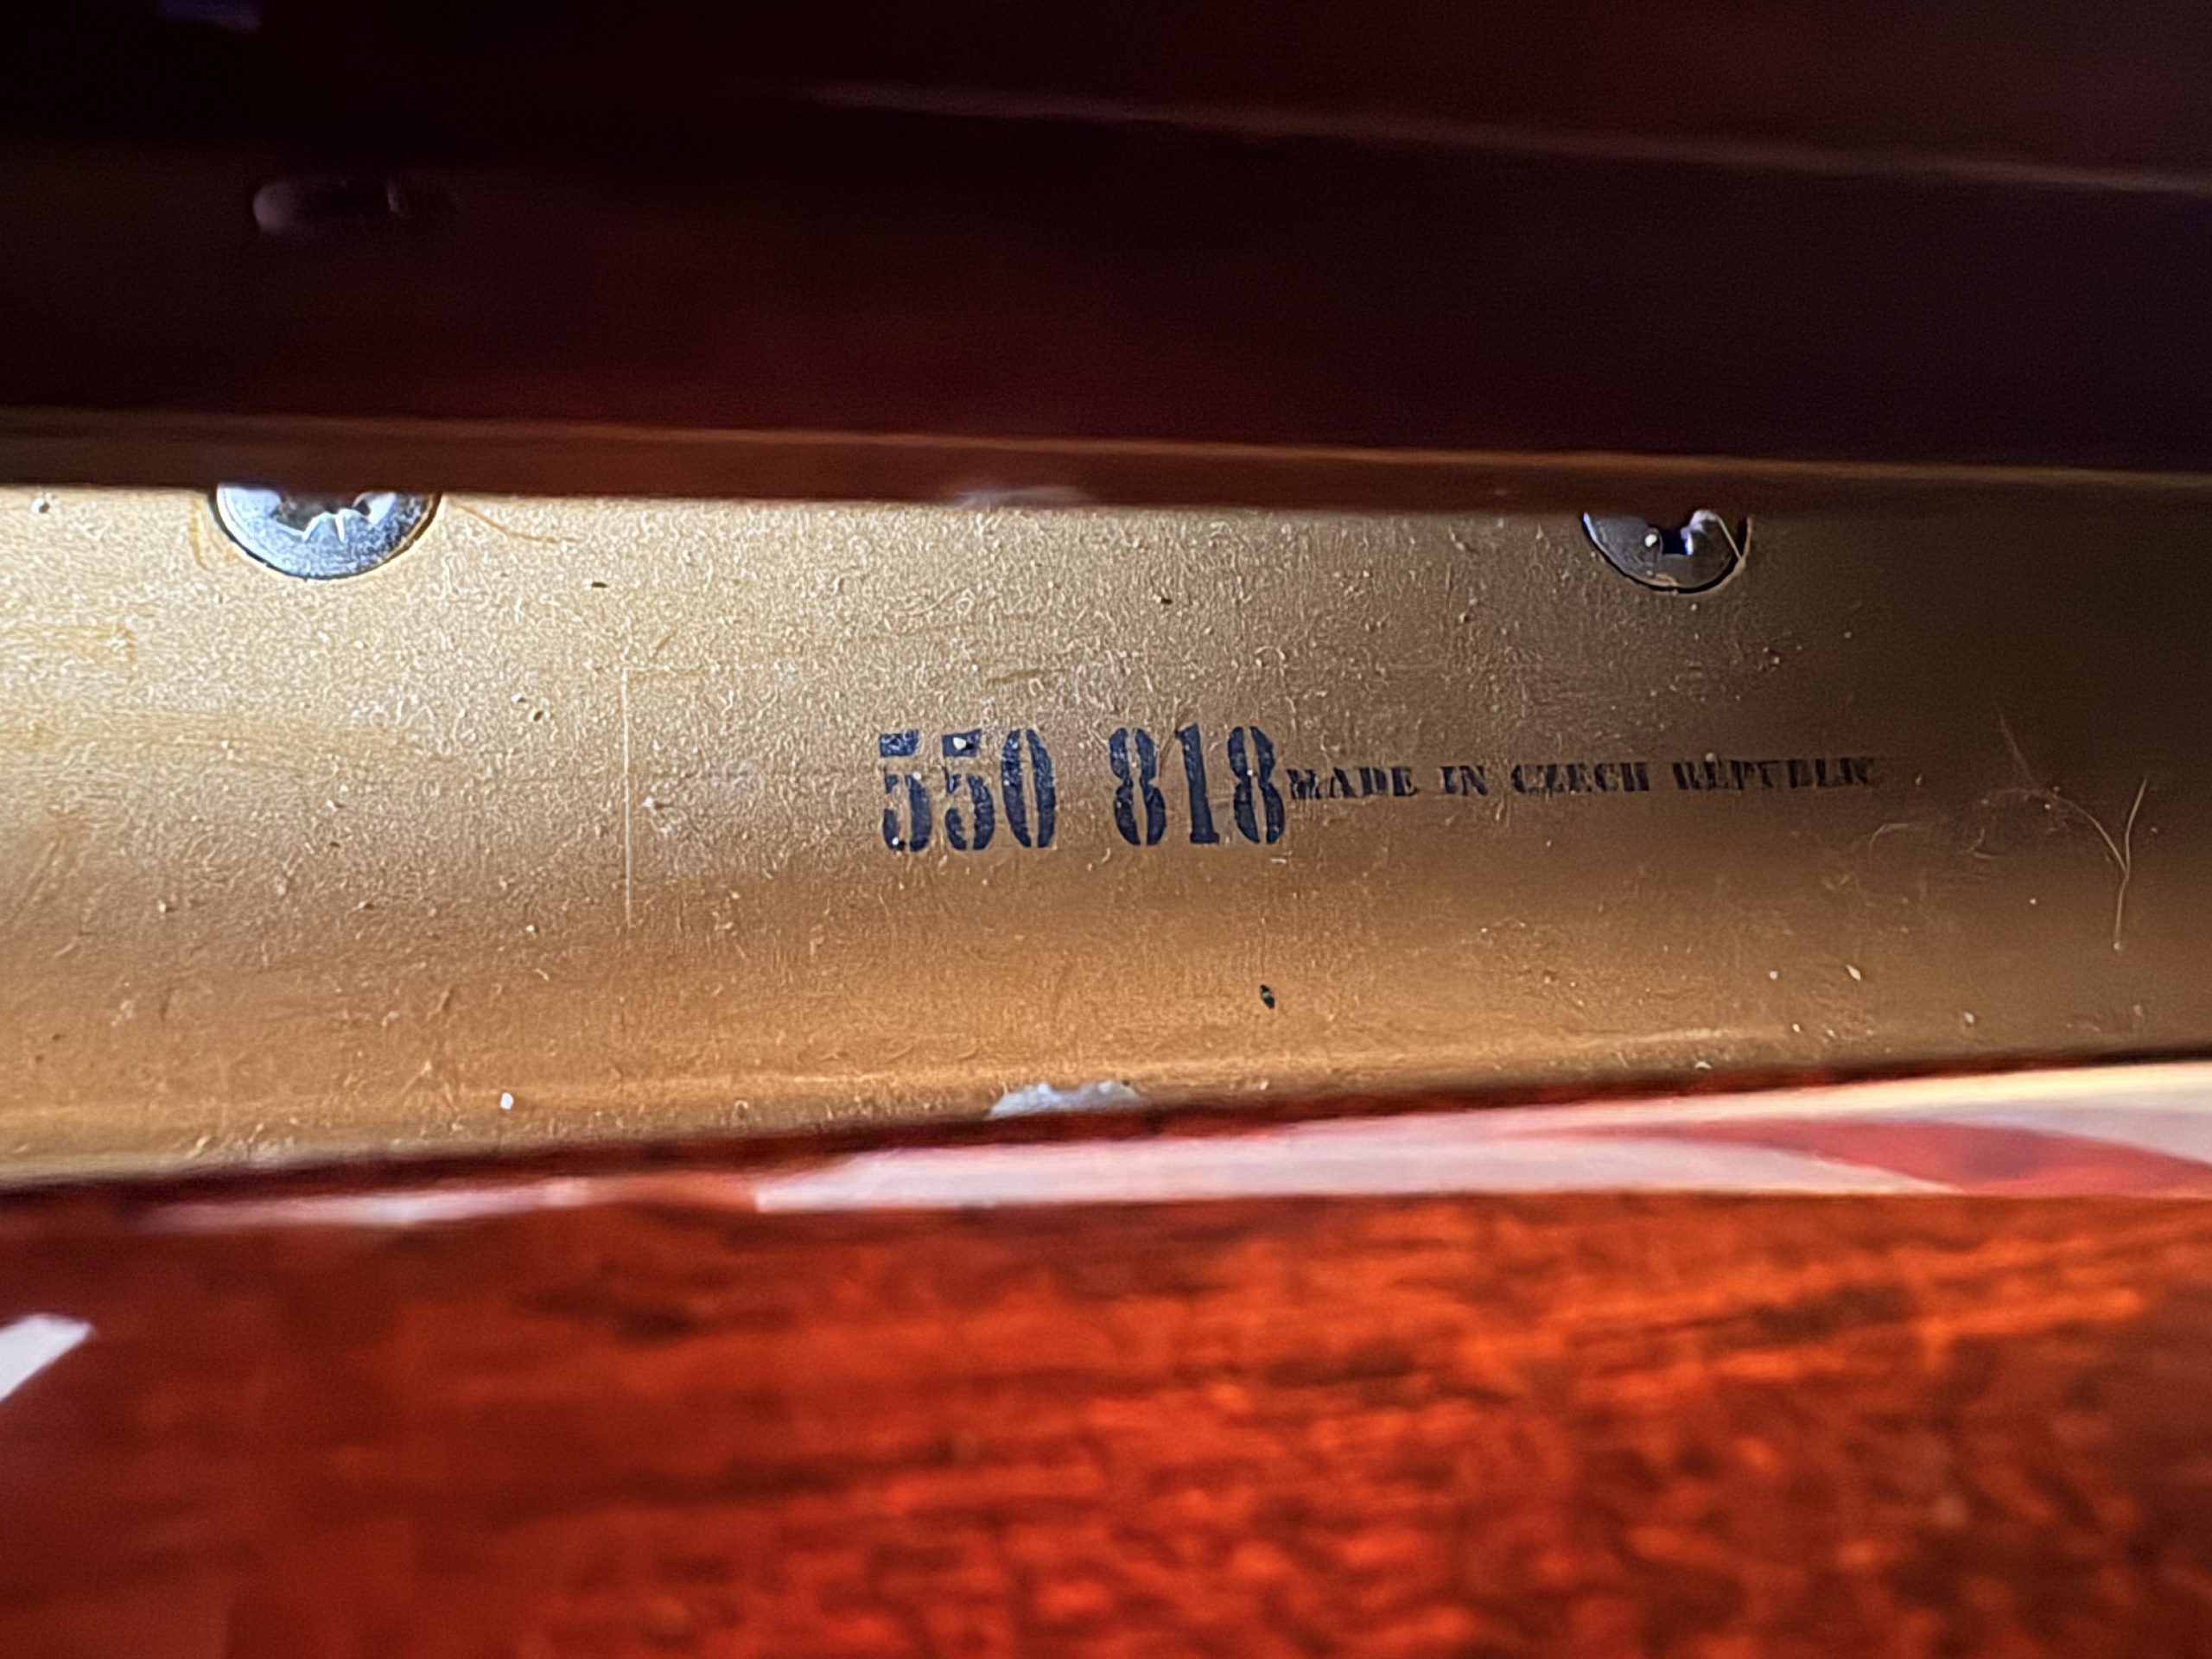 550 818 MADE IN CZECH REPUBLIC